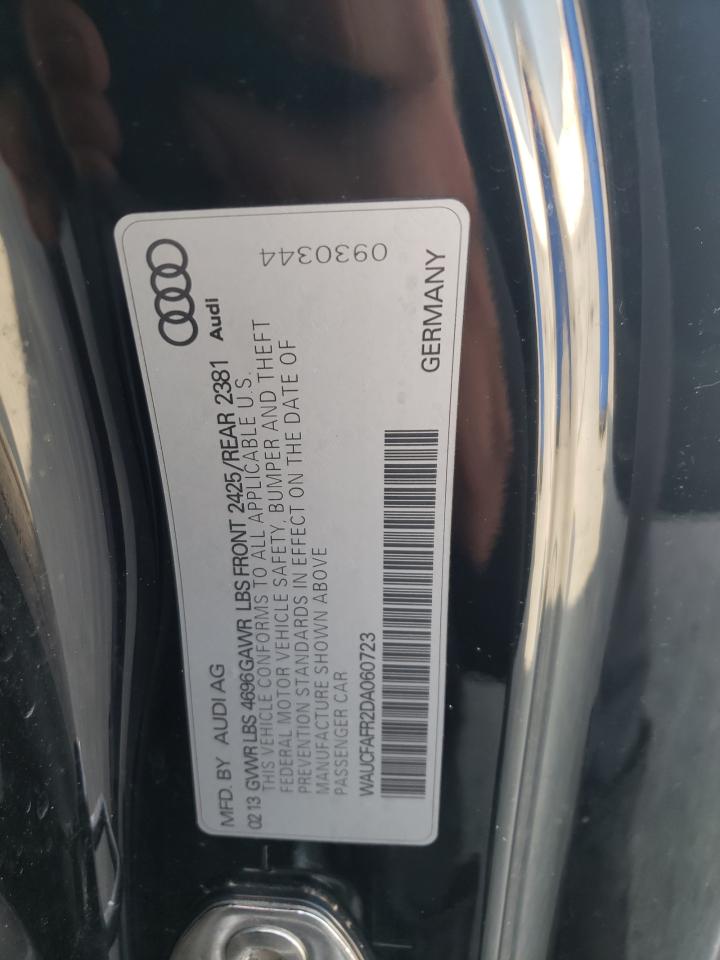 MFD. BY AUDI AG
Audi
02 13 GVWR LBS 4696 GAWR LBS FRONT 2425/REAR 2381
THIS VEHICLE CONFORMS TO ALL APPLICABLE U.S.
FEDERAL MOTOR VEHICLE SAFETY, BUMPER AND THEFT
PREVENTION STANDARDS IN EFFECT ON THE DATE OF
MANUFACTURE SHOWN ABOVE
PASSENGER CAR
0930344
WAUCFAFR2DA060723
GERMANY